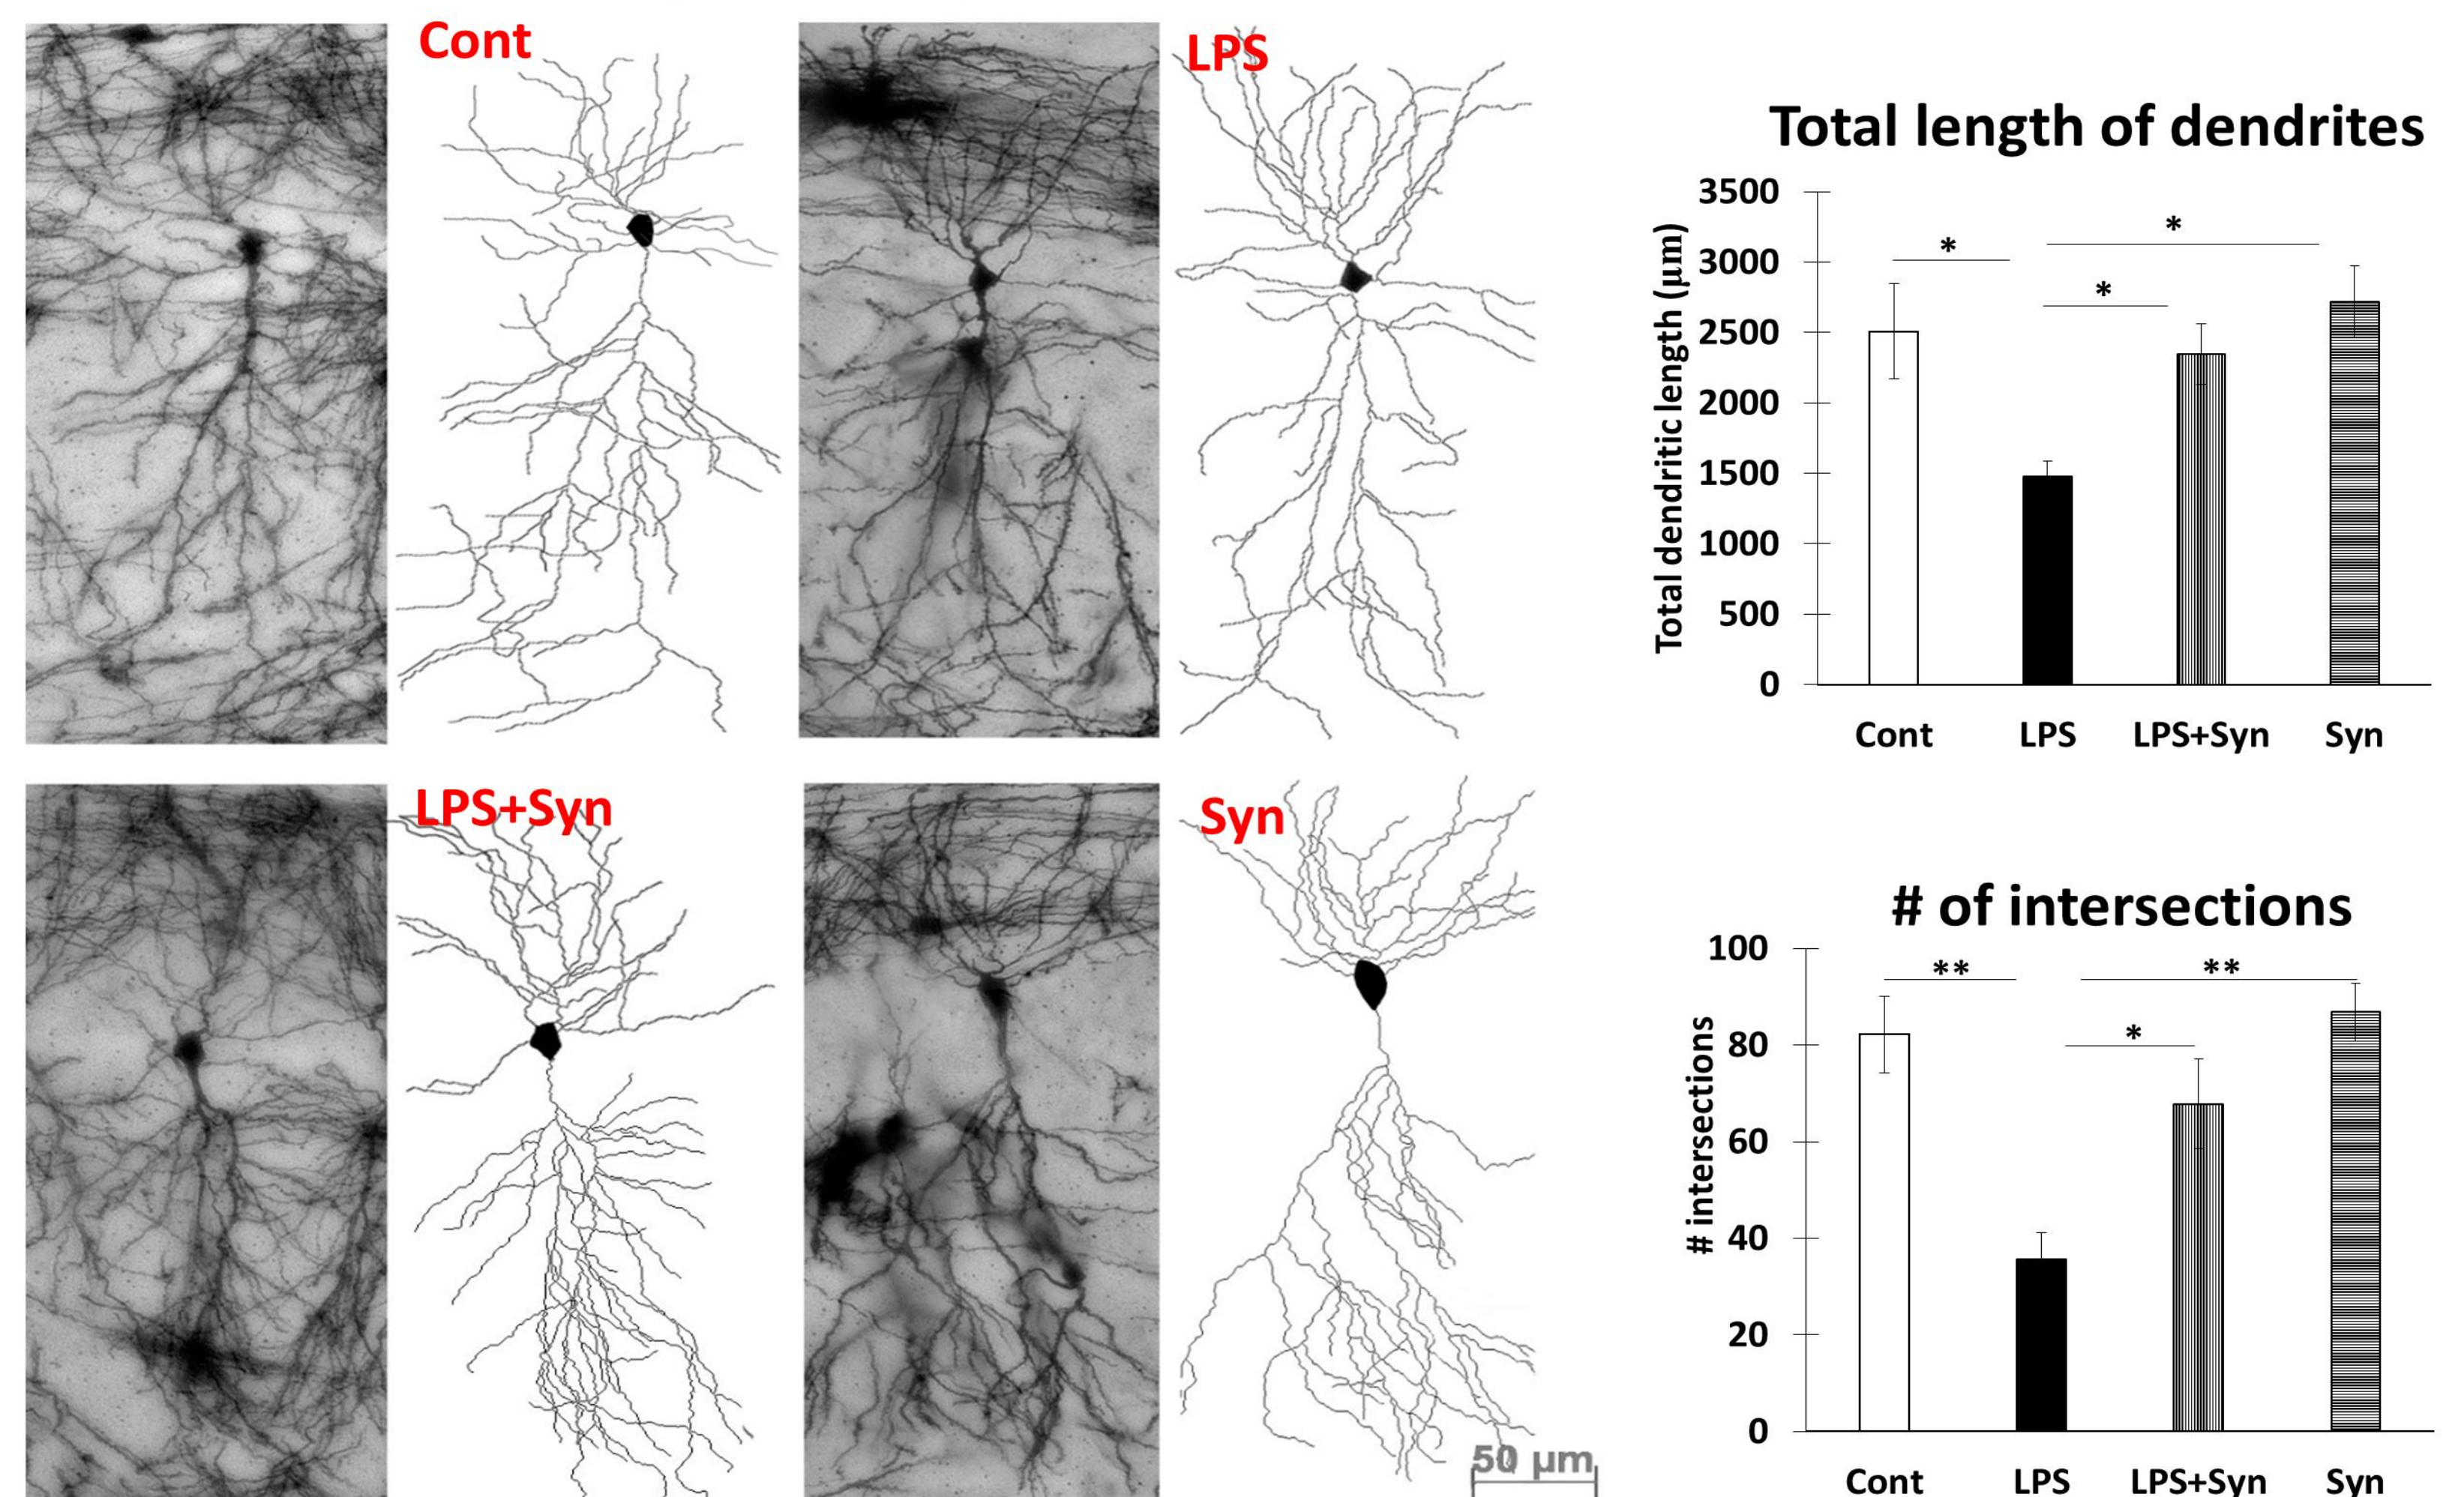 Cont
LPS
LPS+Syn
Syn
50 µm
Total length of dendrites
Total dendritic length (µm)
3500
3000
2500
2000
1500
1000
500
0
*
*
*
Cont LPS LPS+Syn Syn
# of intersections
# intersections
100
80
60
40
20
0
**
**
*
Cont LPS LPS+Syn Syn